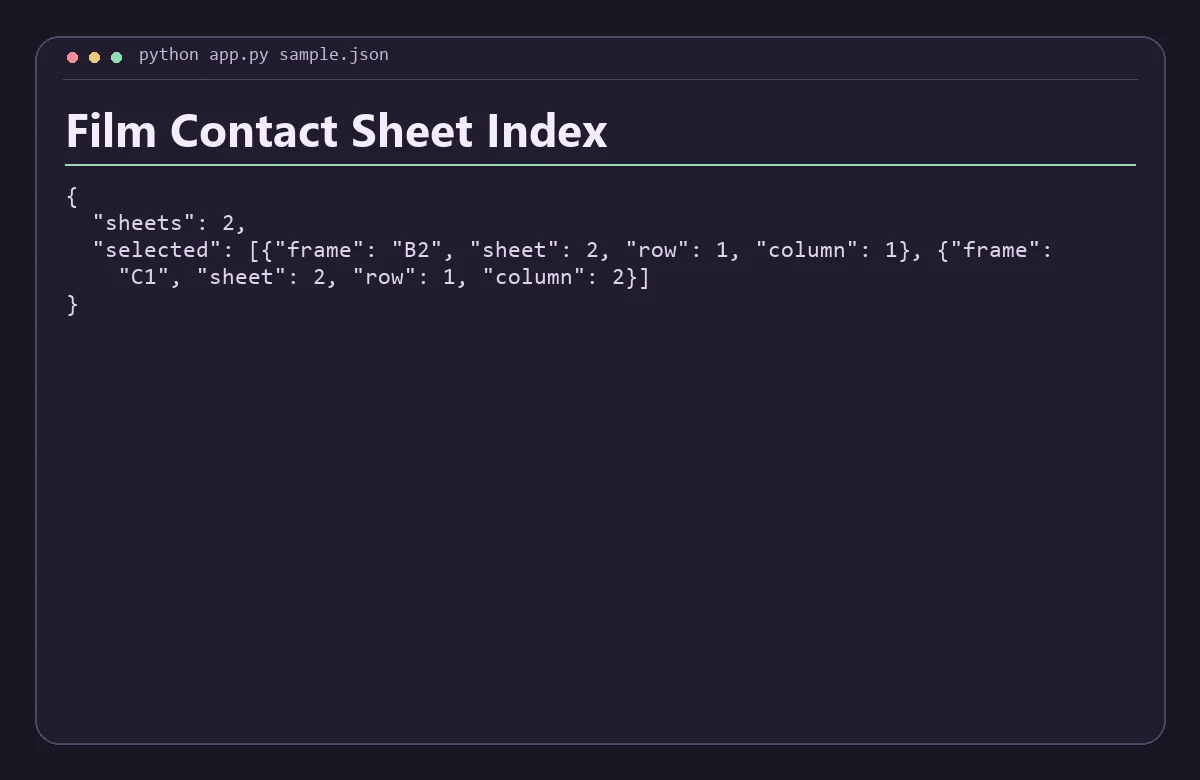 python app.py sample.json
Film Contact Sheet Index
{
  "sheets": 2,
  "selected": [{"frame": "B2", "sheet": 2, "row": 1, "column": 1}, {"frame":
    "C1", "sheet": 2, "row": 1, "column": 2}]
}